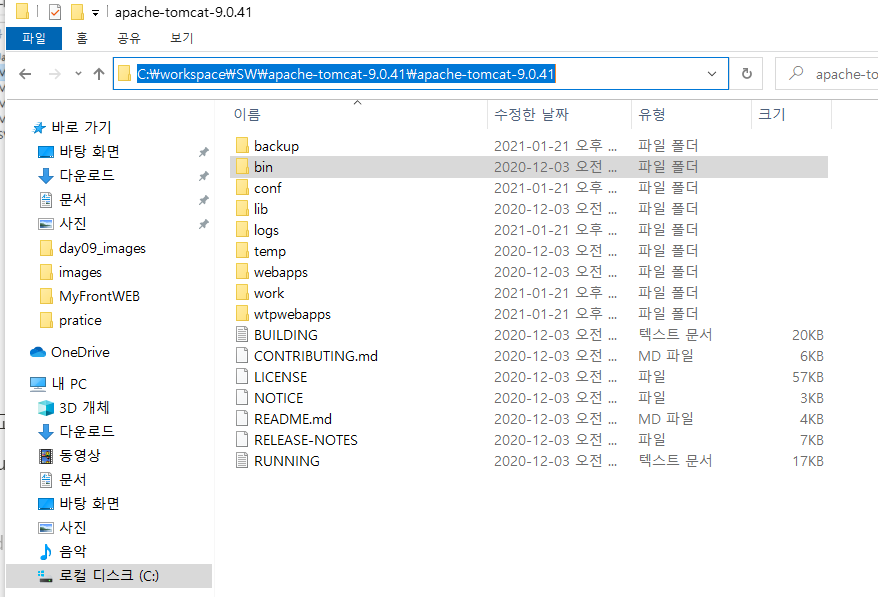 apache-tomcat-9.0.41
파일 홈 공유 보기
C:₩workspace₩SW₩apache-tomcat-9.0.41₩apache-tomcat-9.0.41 apache-to
바로 가기
바탕 화면
다운로드
문서
사진
day09_images
images
MyFrontWEB
pratice
OneDrive
내 PC
3D 개체
다운로드
동영상
문서
바탕 화면
사진
음악
로컬 디스크 (C:)
이름 수정한 날짜 유형 크기
backup 2021-01-21 오후 ... 파일 폴더
bin 2020-12-03 오전 ... 파일 폴더
conf 2021-01-21 오후 ... 파일 폴더
lib 2020-12-03 오전 ... 파일 폴더
logs 2021-01-21 오후 ... 파일 폴더
temp 2020-12-03 오전 ... 파일 폴더
webapps 2020-12-03 오전 ... 파일 폴더
work 2021-01-21 오후 ... 파일 폴더
wtpwebapps 2021-01-21 오후 ... 파일 폴더
BUILDING 2020-12-03 오전 ... 텍스트 문서 20KB
CONTRIBUTING.md 2020-12-03 오전 ... MD 파일 6KB
LICENSE 2020-12-03 오전 ... 파일 57KB
NOTICE 2020-12-03 오전 ... 파일 3KB
README.md 2020-12-03 오전 ... MD 파일 4KB
RELEASE-NOTES 2020-12-03 오전 ... 파일 7KB
RUNNING 2020-12-03 오전 ... 텍스트 문서 17KB